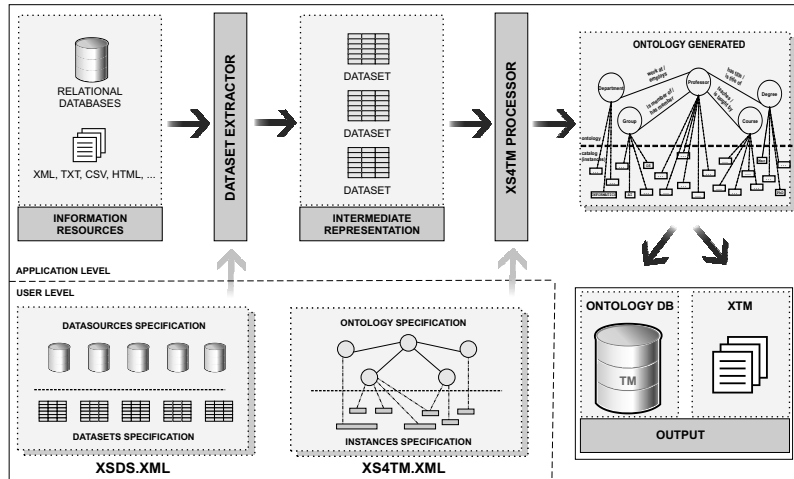 RELATIONAL
DATABASES
XML, TXT, CSV, HTML, ...
INFORMATION
RESOURCES
DATASET EXTRACTOR
DATASET
DATASET
DATASET
INTERMEDIATE
REPRESENTATION
XS4TM PROCESSOR
ONTOLOGY GENERATED
work at /
employs
has title /
is title of
Department
Professor
Degree
is member of /
has member
teaches /
is taught by
Group
Course
ontology
catalog
(instances)
APPLICATION LEVEL
USER LEVEL
DATASOURCES SPECIFICATION
DATASETS SPECIFICATION
XSDS.XML
ONTOLOGY SPECIFICATION
INSTANCES SPECIFICATION
XS4TM.XML
ONTOLOGY DB
TM
XTM
OUTPUT